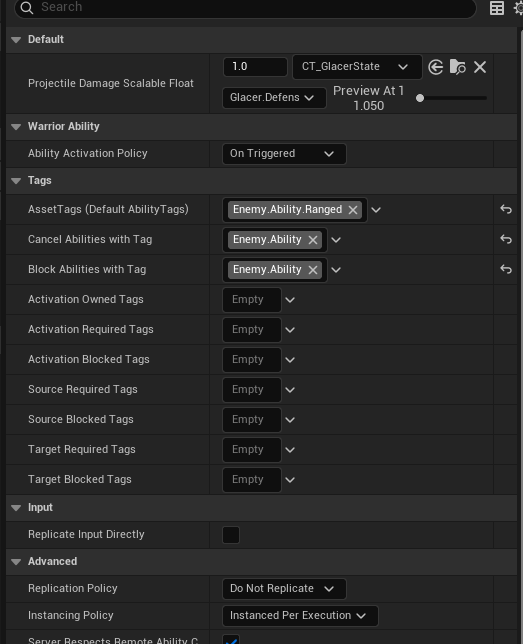 Search
Default
Projectile Damage Scalable Float
1.0
CT_GlacerState
Glacer.Defens
Preview At 1
1.050
Warrior Ability
Ability Activation Policy
On Triggered
Tags
AssetTags (Default AbilityTags)
Enemy.Ability.Ranged
Cancel Abilities with Tag
Enemy.Ability
Block Abilities with Tag
Enemy.Ability
Activation Owned Tags
Empty
Activation Required Tags
Empty
Activation Blocked Tags
Empty
Source Required Tags
Empty
Source Blocked Tags
Empty
Target Required Tags
Empty
Target Blocked Tags
Empty
Input
Replicate Input Directly
Advanced
Replication Policy
Do Not Replicate
Instancing Policy
Instanced Per Execution
Server Respects Remote Ability C